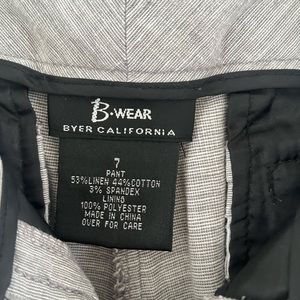 B·WEAR
BYER CALIFORNIA
7
PANT
53%LINEN 44%COTTON
3% SPANDEX
LINING
100% POLYESTER
MADE IN CHINA
OVER FOR CARE